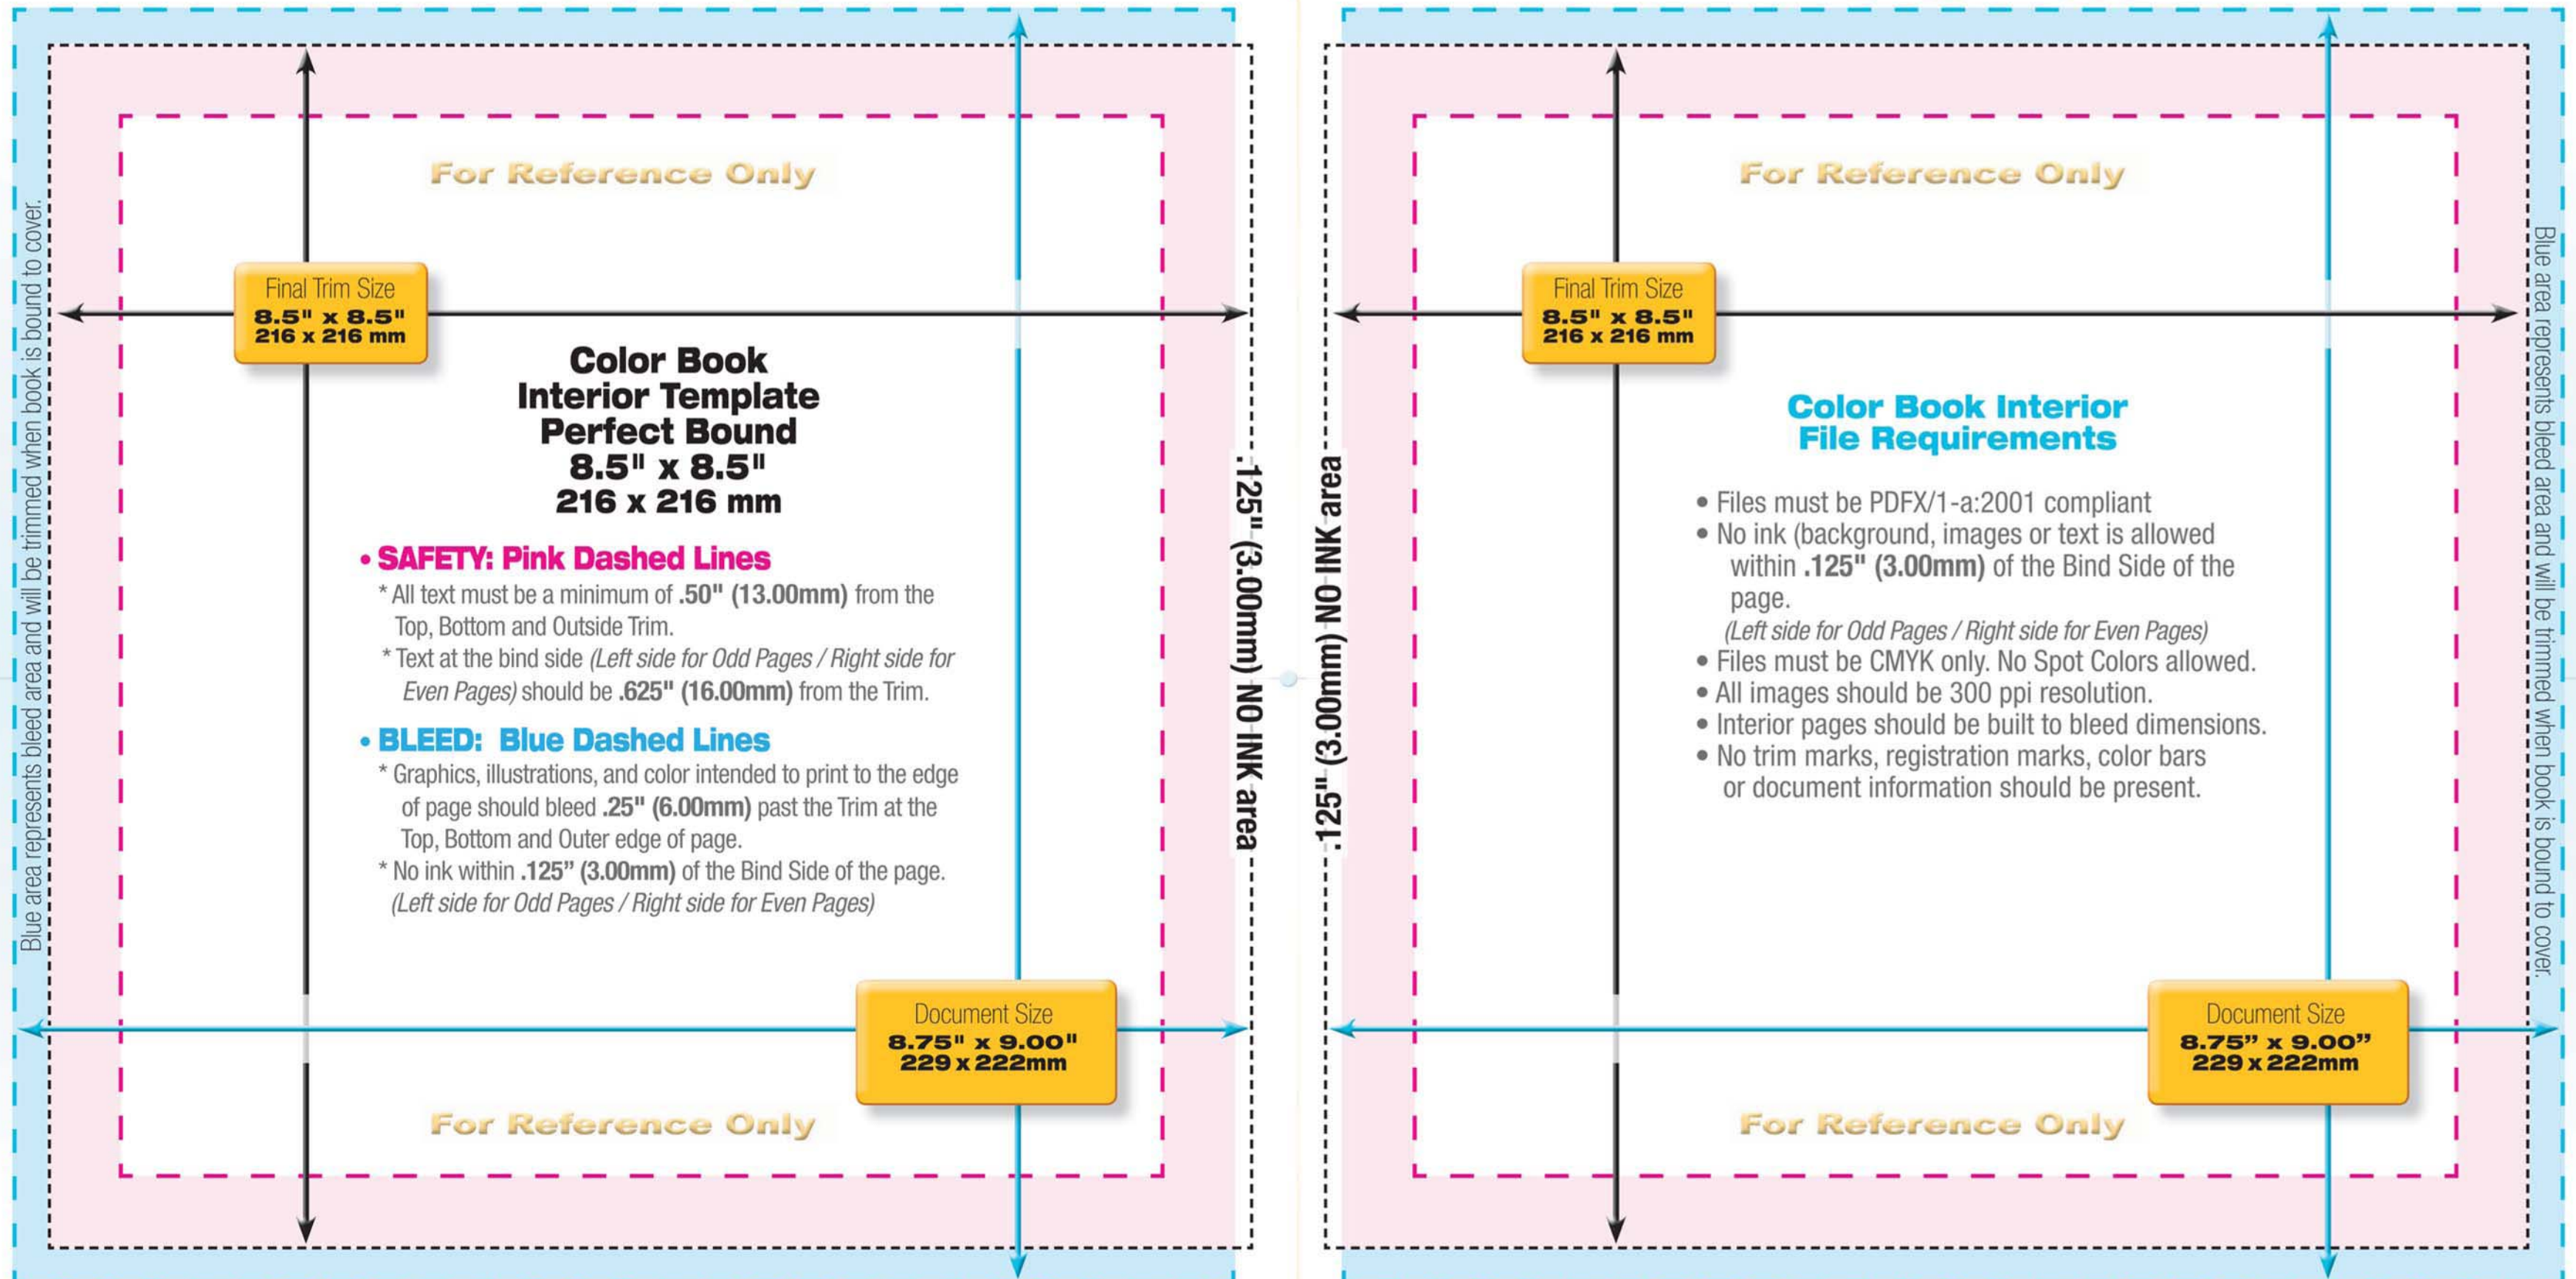 Blue area represents bleed area and will be trimmed when book is bound to cover.
For Reference Only
Final Trim Size
8.5" x 8.5"
216 x 216 mm
Color Book
Interior Template
Perfect Bound
8.5" x 8.5"
216 x 216 mm
• SAFETY: Pink Dashed Lines
* All text must be a minimum of .50" (13.00mm) from the
Top, Bottom and Outside Trim.
* Text at the bind side (Left side for Odd Pages / Right side for
Even Pages) should be .625" (16.00mm) from the Trim.
• BLEED: Blue Dashed Lines
* Graphics, illustrations, and color intended to print to the edge
of page should bleed .25" (6.00mm) past the Trim at the
Top, Bottom and Outer edge of page.
* No ink within .125” (3.00mm) of the Bind Side of the page.
(Left side for Odd Pages / Right side for Even Pages)
Document Size
8.75" x 9.00"
229 x 222mm
For Reference Only
.125" (3.00mm) NO INK area
.125" (3.00mm) NO INK area
For Reference Only
Final Trim Size
8.5" x 8.5"
216 x 216 mm
Color Book Interior
File Requirements
• Files must be PDFX/1-a:2001 compliant
• No ink (background, images or text is allowed
within .125" (3.00mm) of the Bind Side of the
page.
(Left side for Odd Pages / Right side for Even Pages)
• Files must be CMYK only. No Spot Colors allowed.
• All images should be 300 ppi resolution.
• Interior pages should be built to bleed dimensions.
• No trim marks, registration marks, color bars
or document information should be present.
Document Size
8.75” x 9.00”
229 x 222mm
For Reference Only
Blue area represents bleed area and will be trimmed when book is bound to cover.